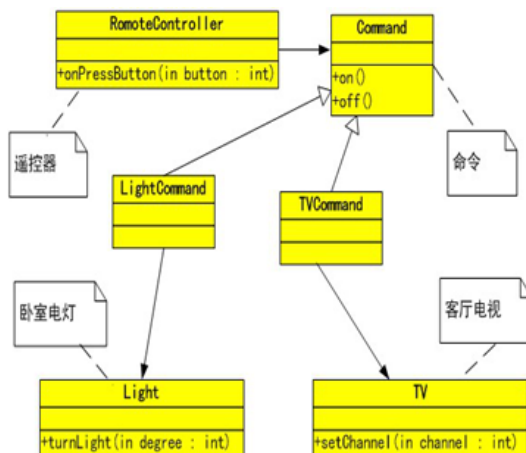 RomoteController
+onPressButton(in button : int)
Command
+on()
+off()
遥控器
命令
LightCommand
TVCommand
卧室电灯
客厅电视
Light
+turnLight(in degree : int)
TV
+setChannel(in channel : int)